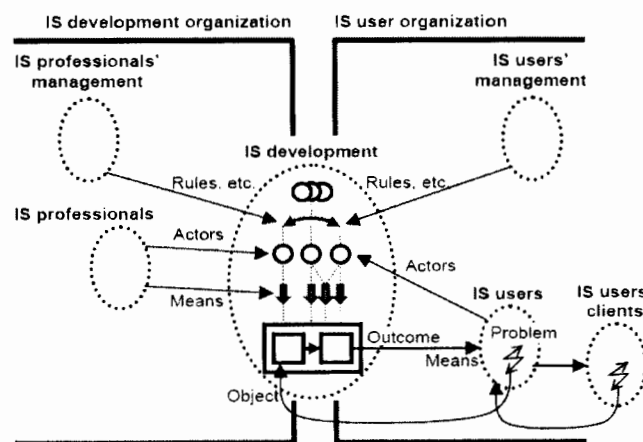 IS development organization
IS user organization
IS professionals'
management
IS users'
management
IS development
Rules, etc.
Rules, etc.
IS professionals
Actors
Actors
Means
IS users
IS users
clients
Problem
Outcome
Means
Object